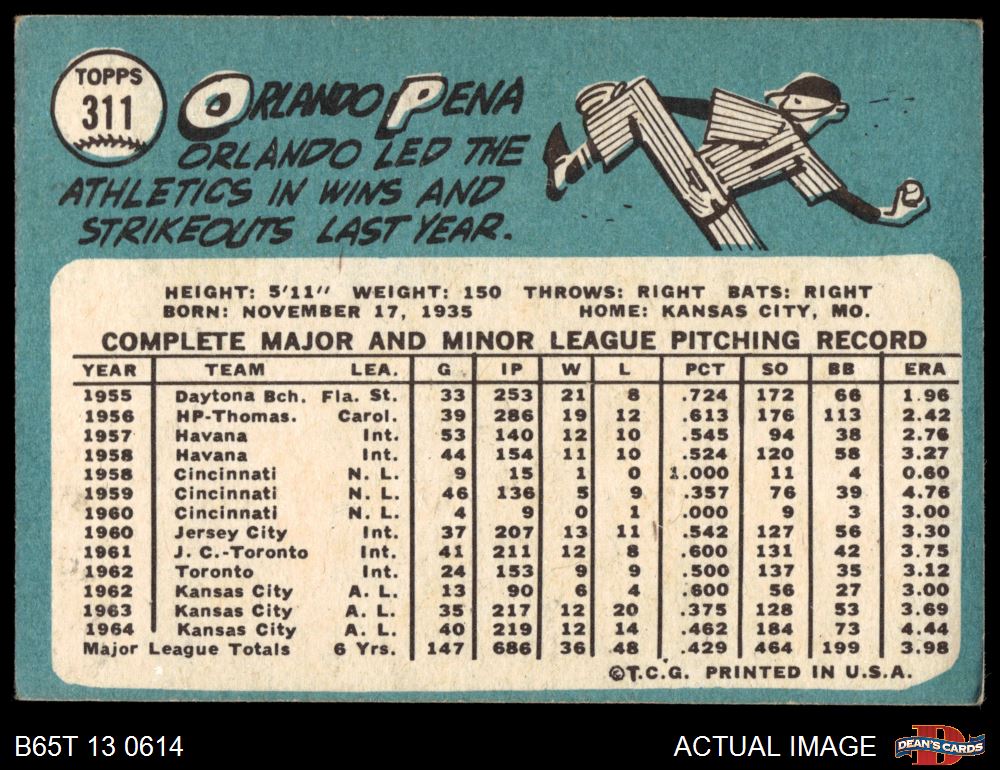 TOPPS
311
ORLANDO PENA
ORLANDO LED THE
ATHLETICS IN WINS AND
STRIKEOUTS LAST YEAR.
HEIGHT: 5'11" WEIGHT: 150 THROWS: RIGHT BATS: RIGHT
BORN: NOVEMBER 17, 1935 HOME: KANSAS CITY, MO.
COMPLETE MAJOR AND MINOR LEAGUE PITCHING RECORD
YEAR TEAM LEA. G IP W L PCT SO BB ERA
1955 Daytona Bch. Fla. St. 33 253 21 8 .724 172 66 1.96
1956 HP-Thomas. Carol. 39 286 19 12 .613 176 113 2.42
1957 Havana Int. 53 140 12 10 .545 94 38 2.76
1958 Havana Int. 44 154 11 10 .524 120 58 3.27
1958 Cincinnati N. L. 9 15 1 0 1.000 11 4 0.60
1959 Cincinnati N. L. 46 136 5 9 .357 76 39 4.76
1960 Cincinnati N. L. 4 9 0 1 .000 9 3 3.00
1960 Jersey City Int. 37 207 13 11 .542 127 56 3.30
1961 J. C.-Toronto Int. 41 211 12 8 .600 131 42 3.75
1962 Toronto Int. 24 153 9 9 .500 137 35 3.12
1962 Kansas City A. L. 13 90 6 4 .600 56 27 3.00
1963 Kansas City A. L. 35 217 12 20 .375 128 53 3.69
1964 Kansas City A. L. 40 219 12 14 .462 184 73 4.44
Major League Totals 6 Yrs. 147 686 36 48 .429 464 199 3.98
©T.C.G. PRINTED IN U.S.A.
B65T 13 0614 ACTUAL IMAGE D DEAN'S CARDS